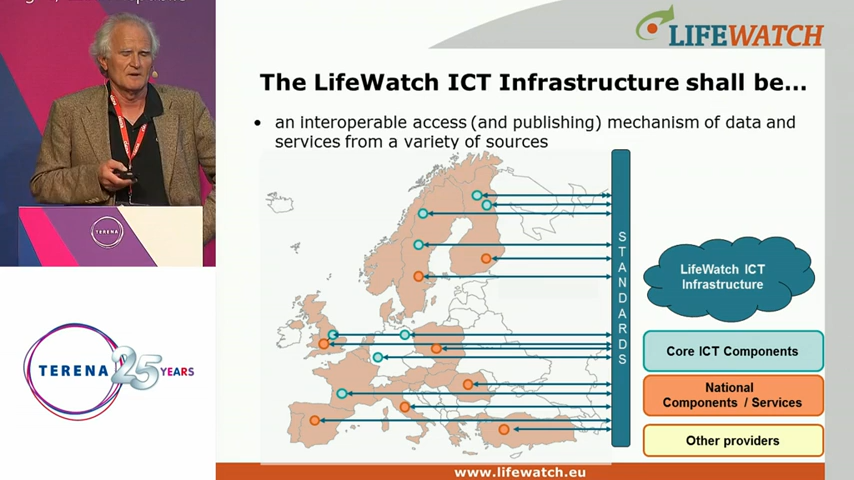 LIFEWATCH
The LifeWatch ICT Infrastructure shall be...
• an interoperable access (and publishing) mechanism of data and
services from a variety of sources
STANDARDS
LifeWatch ICT
Infrastructure
Core ICT Components
National
Components / Services
Other providers
www.lifewatch.eu
TERENA
TERENA 25 YEARS